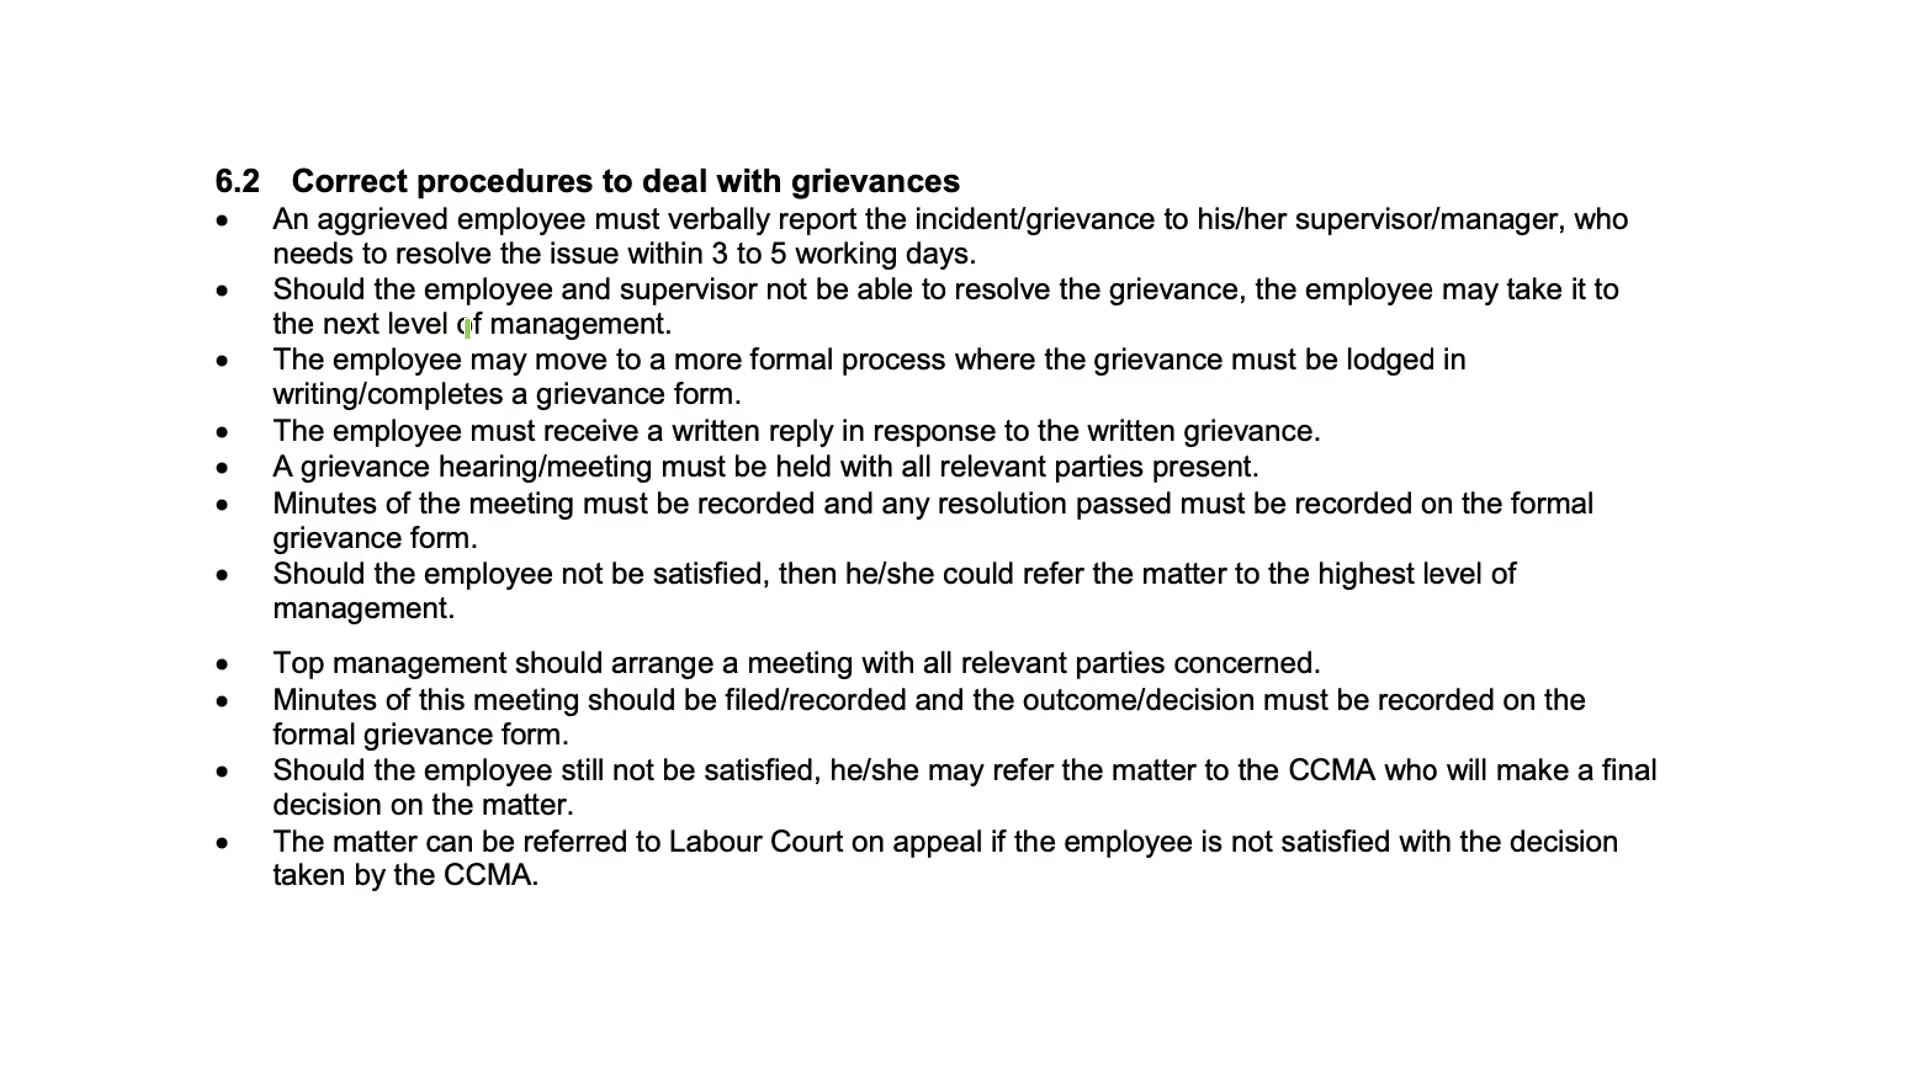 6.2 Correct procedures to deal with grievances
• An aggrieved employee must verbally report the incident/grievance to his/her supervisor/manager, who
needs to resolve the issue within 3 to 5 working days.
• Should the employee and supervisor not be able to resolve the grievance, the employee may take it to
the next level of management.
• The employee may move to a more formal process where the grievance must be lodged in
writing/completes a grievance form.
• The employee must receive a written reply in response to the written grievance.
• A grievance hearing/meeting must be held with all relevant parties present.
• Minutes of the meeting must be recorded and any resolution passed must be recorded on the formal
grievance form.
• Should the employee not be satisfied, then he/she could refer the matter to the highest level of
management.
• Top management should arrange a meeting with all relevant parties concerned.
• Minutes of this meeting should be filed/recorded and the outcome/decision must be recorded on the
formal grievance form.
• Should the employee still not be satisfied, he/she may refer the matter to the CCMA who will make a final
decision on the matter.
• The matter can be referred to Labour Court on appeal if the employee is not satisfied with the decision
taken by the CCMA.